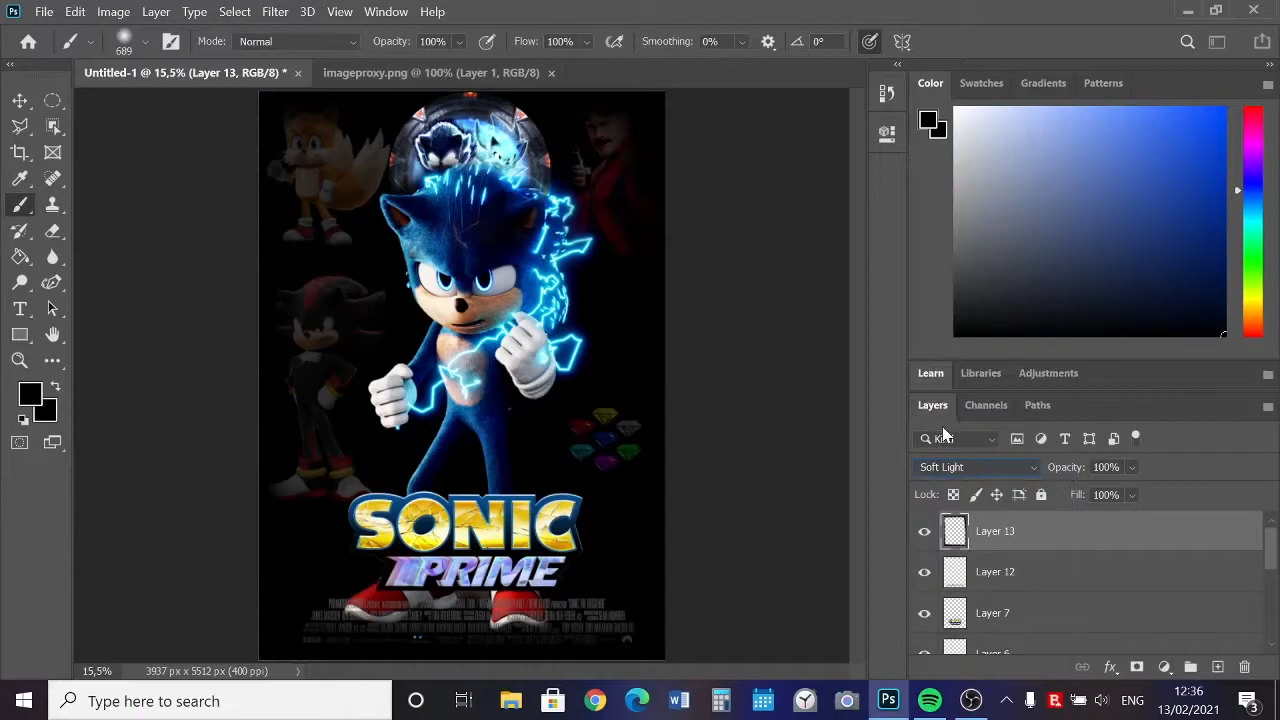 File Edit Image Layer Type Select Filter 3D View Window Help
689 Mode: Normal Opacity: 100% Flow: 100% Smoothing: 0% 0°
Untitled-1 @ 15,5% (Layer 13, RGB/8) * × imageproxy.png @ 100% (Layer 1, RGB/8) ×
Color Swatches Gradients Patterns
Learn Libraries Adjustments
Layers Channels Paths
Soft Light Opacity: 100%
Lock: Fill: 100%
Layer 13
Layer 12
Layer 7
SONIC
PRIME
15,5% 3937 px x 5512 px (400 ppi)
Type here to search
ENG 12:36
13/02/2021